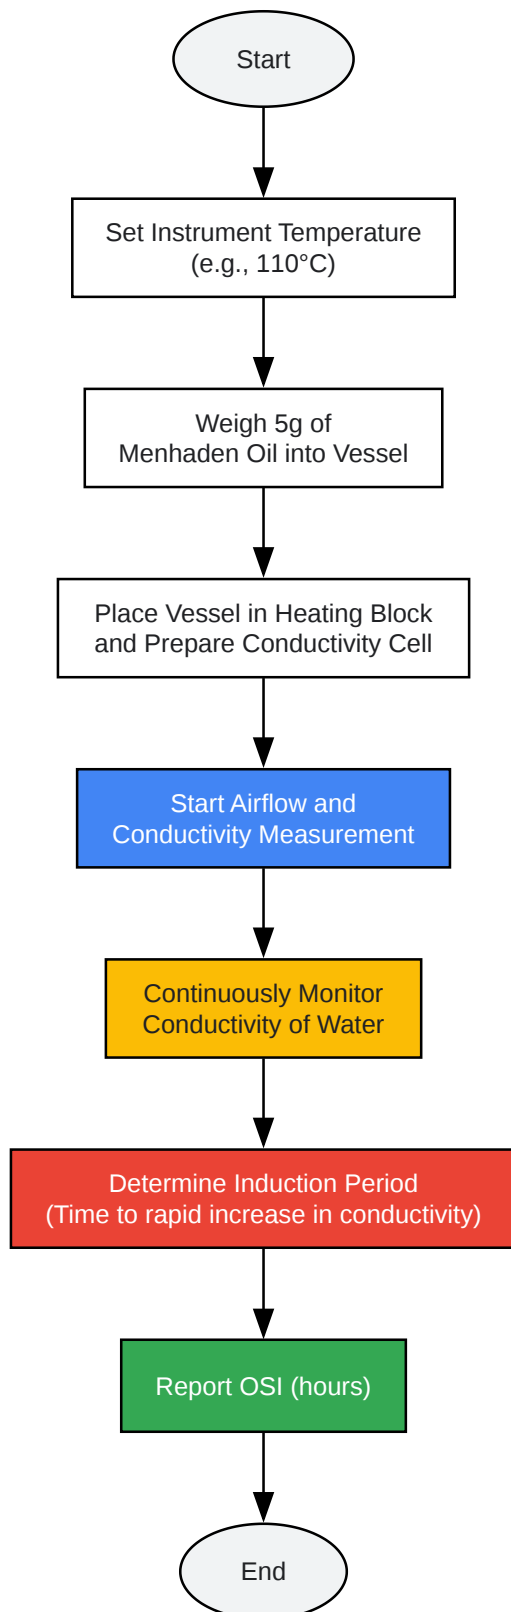 Start
Set Instrument Temperature
(e.g., 110°C)
Weigh 5g of
Menhaden Oil into Vessel
Place Vessel in Heating Block
and Prepare Conductivity Cell
Start Airflow and
Conductivity Measurement
Continuously Monitor
Conductivity of Water
Determine Induction Period
(Time to rapid increase in conductivity)
Report OSI (hours)
End